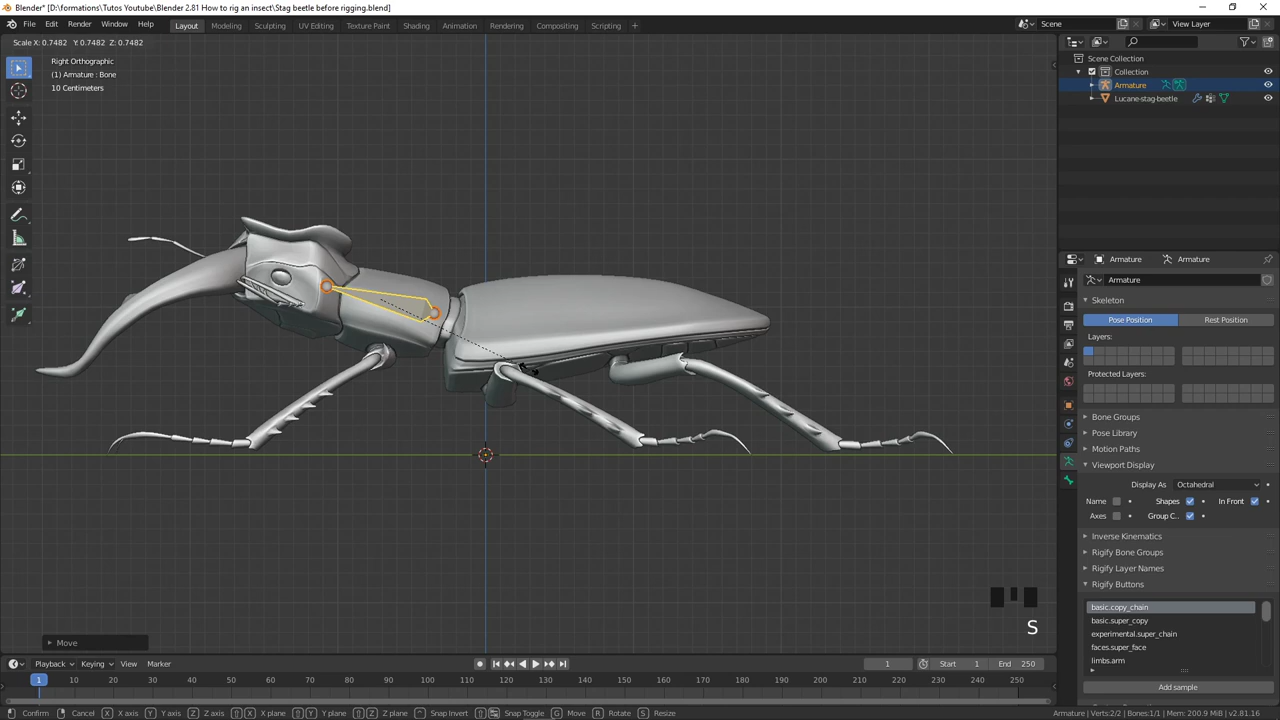 Blender* [D:\formations\Tutos Youtube\Blender 2.81 How to rig an insect\Stag beetle before rigging.blend]
File Edit Render Window Help Layout Modeling Sculpting UV Editing Texture Paint Shading Animation Rendering Compositing Scripting + Scene View Layer
Scale X: 0.7482 Y: 0.7482 Z: 0.7482
Right Orthographic
(1) Armature : Bone
10 Centimeters
Scene Collection
Collection
Armature
Lucane-stag-beetle
Armature Armature
Armature
Skeleton
Pose Position Rest Position
Layers:
Protected Layers:
Bone Groups
Pose Library
Motion Paths
Viewport Display
Display As Octahedral
Name Shapes In Front
Axes Group C..
Inverse Kinematics
Rigify Bone Groups
Rigify Layer Names
Rigify Buttons
basic.copy_chain
basic.super_copy
experimental.super_chain
faces.super_face
limbs.arm
Add sample
S
Move
Playback Keying View Marker 1 Start 1 End 250
1 10 20 30 40 50 60 70 80 90 100 110 120 130 140 150 160 170 180 190 200 210 220 230 240 250
Confirm Cancel X X axis Y Y axis Z Z axis X X plane Y Y plane Z Z plane Snap Invert Snap Toggle G Move R Rotate S Resize Armature | Verts:2/2 | Bones:1/1 | Mem: 200.9 MiB | v2.81.16